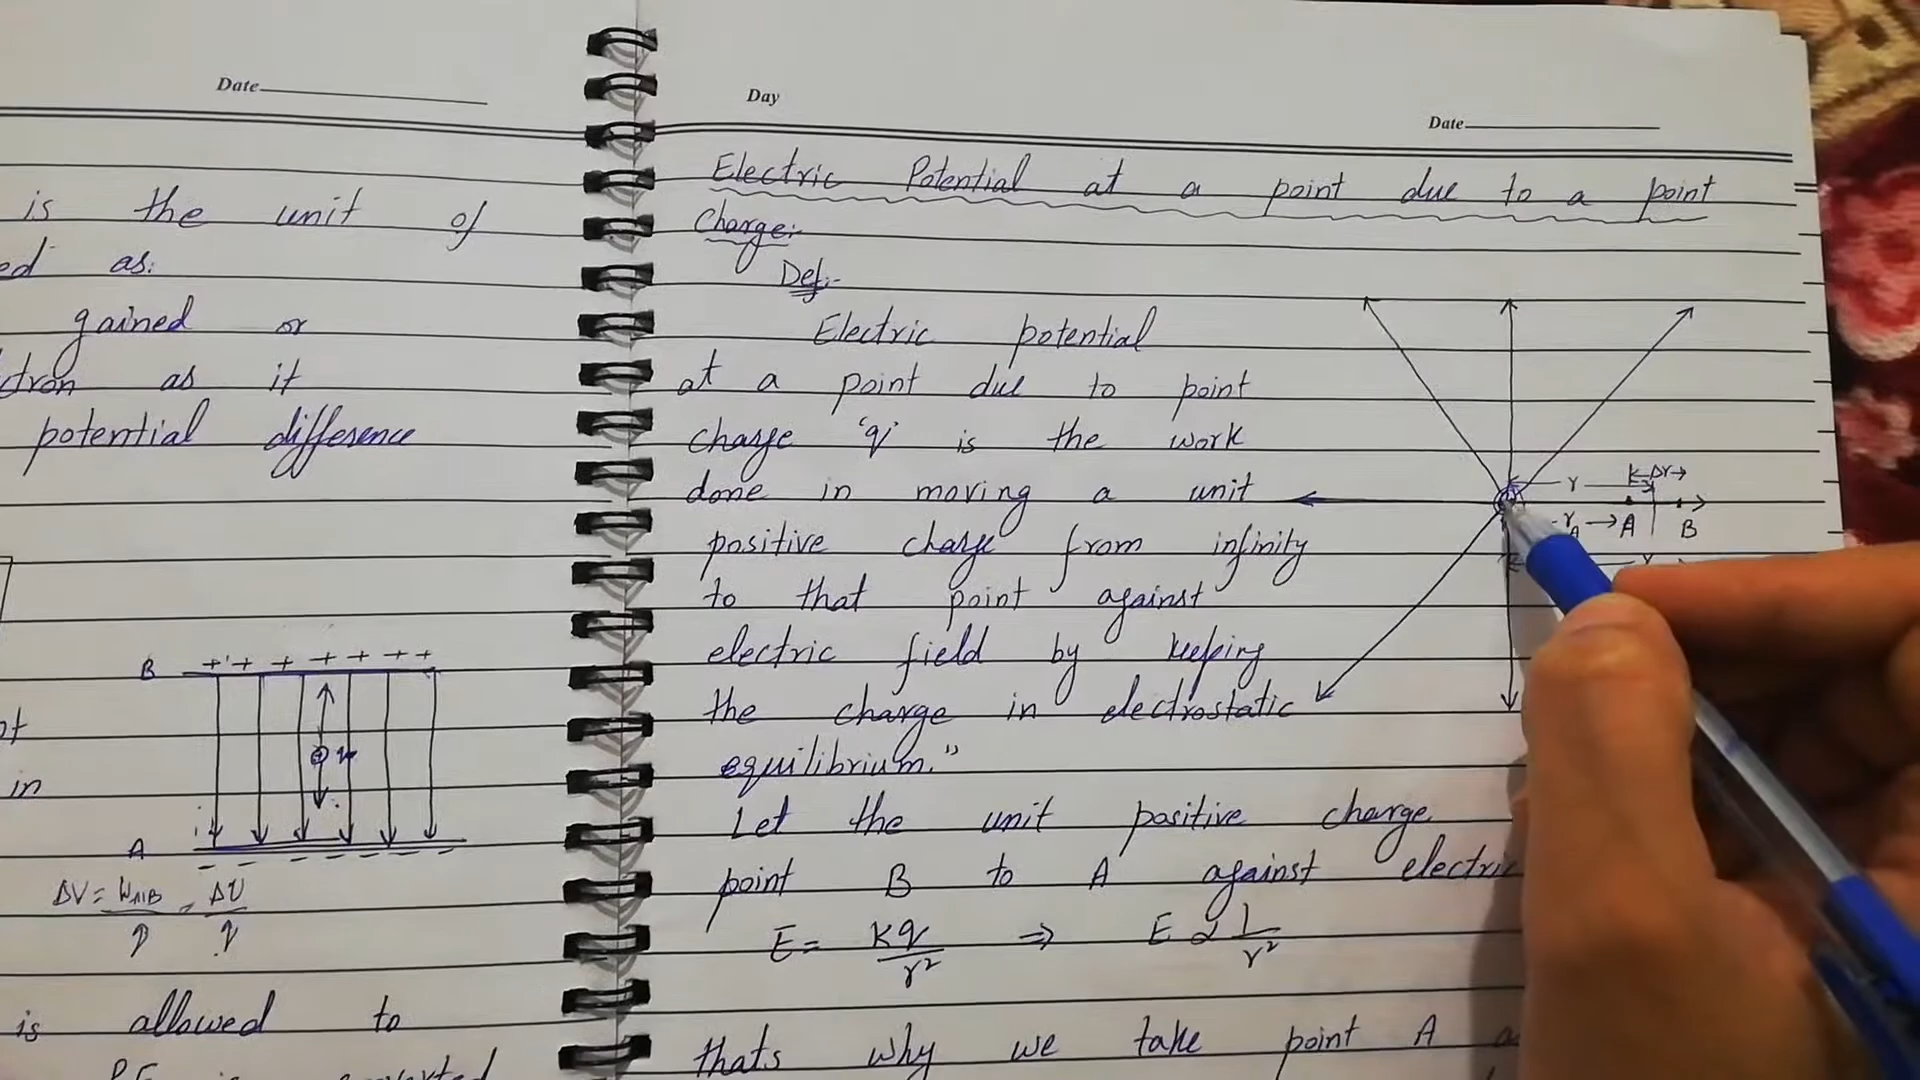 Date
is the unit of
ed as:
gained or
ctron as it
potential difference
B + + + + + + +
A
ΔV = WAB = ΔU
q q
is allowed to
Day
Date
Electric Potential at a point due to a point
Charge:-
Def:-
Electric potential
at a point due to point
charge 'q' is the work
done in moving a unit
positive charge from infinity
to that point against
electric field by keeping
the charge in electrostatic
equilibrium."
r Δr
rA A B
Let the unit positive charge
point B to A against electric
E = Kq/r² ⇒ E α 1/r²
thats why we take point A